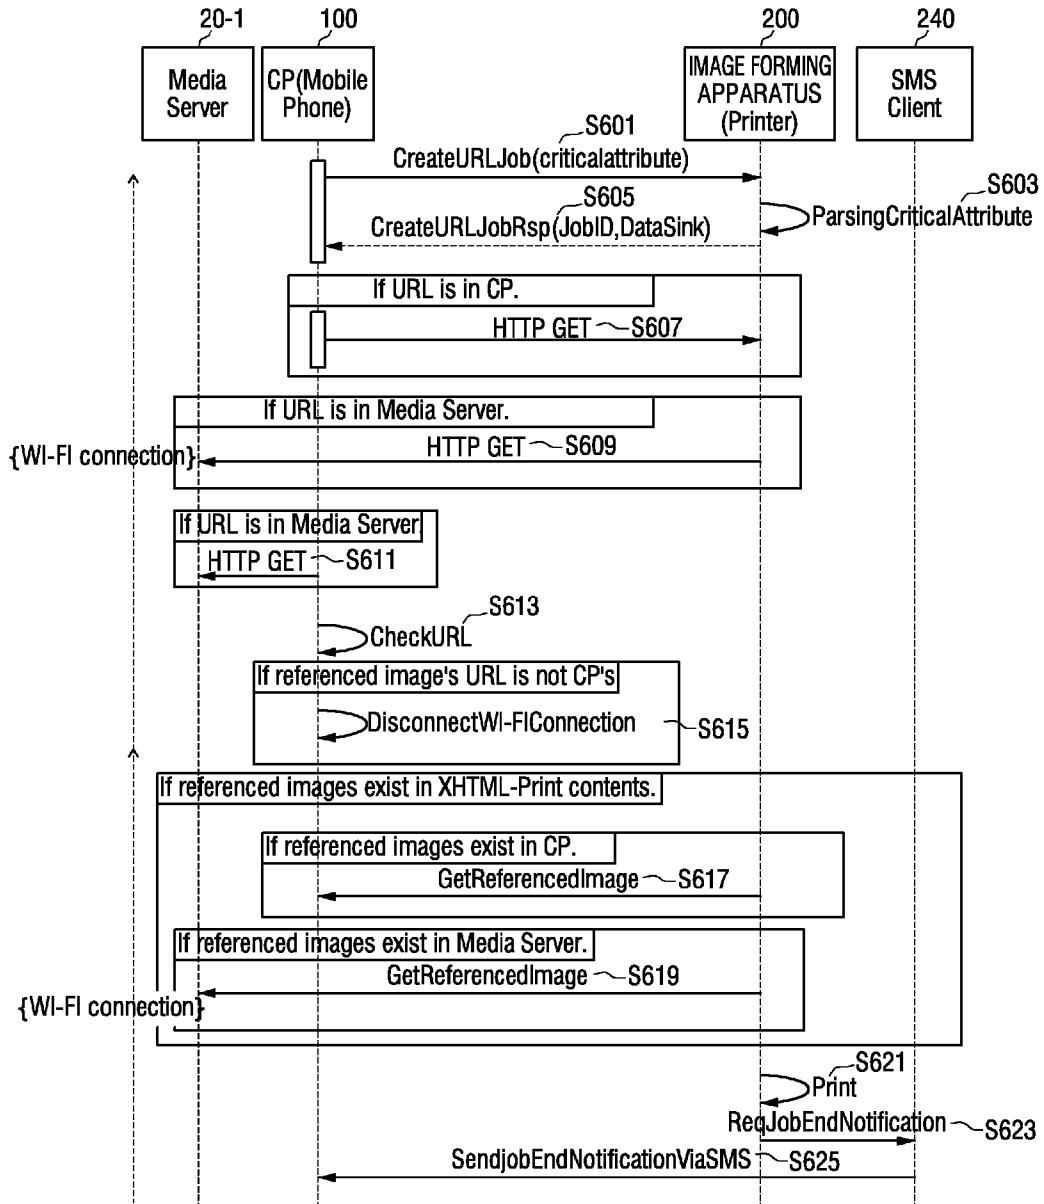 20-1
100
200
240
Media
Server
CP(Mobile
Phone)
IMAGE FORMING
APPARATUS
(Printer)
SMS
Client
S601
CreateURLJob(criticalattribute)
S603
ParsingCriticalAttribute
S605
CreateURLJobRsp(JobID,DataSink)
If URL is in CP.
HTTP GET
S607
If URL is in Media Server.
HTTP GET
S609
{WI-FI connection}
If URL is in Media Server.
HTTP GET
S611
S613
CheckURL
If referenced image's URL is not CP's
DisconnectWI-FIConnection
S615
If referenced images exist in XHTML-Print contents.
If referenced images exist in CP.
GetReferencedImage
S617
If referenced images exist in Media Server.
GetReferencedImage
S619
{WI-FI connection}
S621
Print
ReqJobEndNotification
S623
SendjobEndNotificationViaSMS
S625